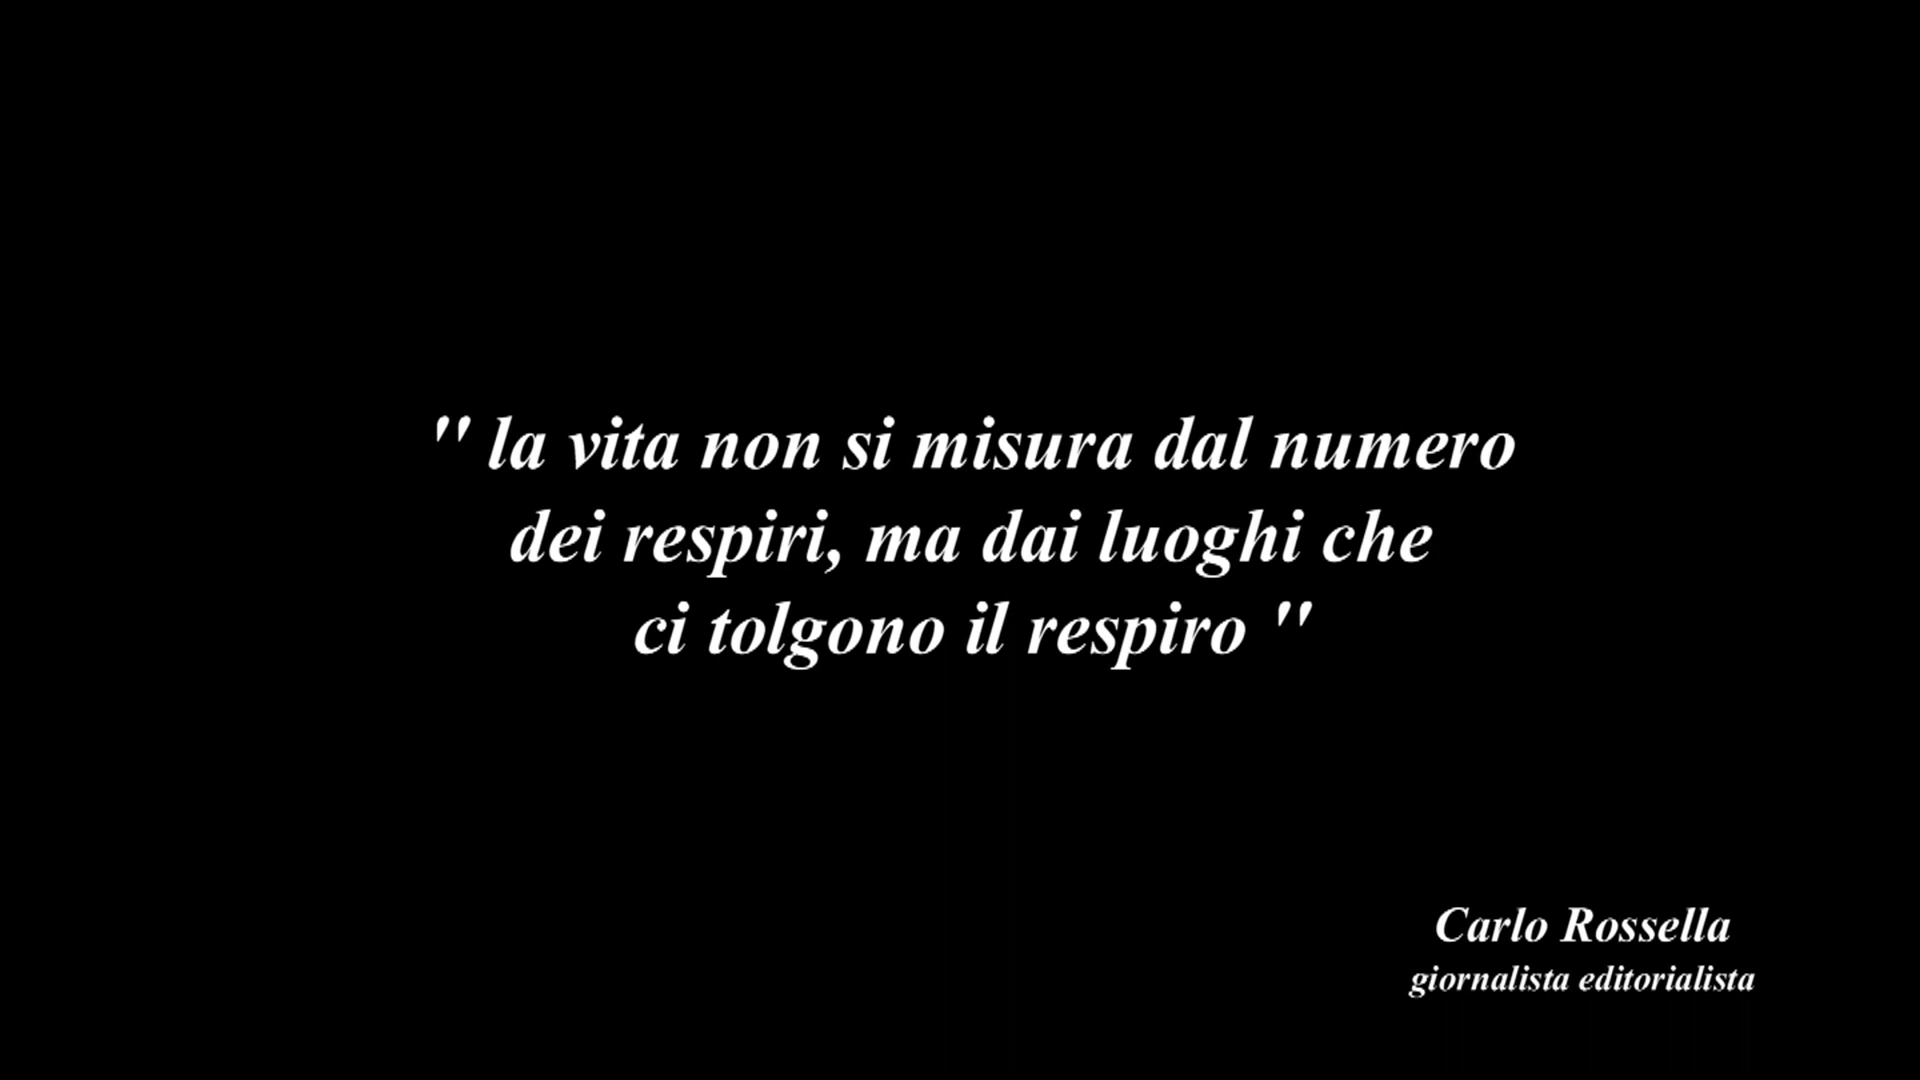 " la vita non si misura dal numero
dei respiri, ma dai luoghi che
ci tolgono il respiro "
Carlo Rossella
giornalista editorialista